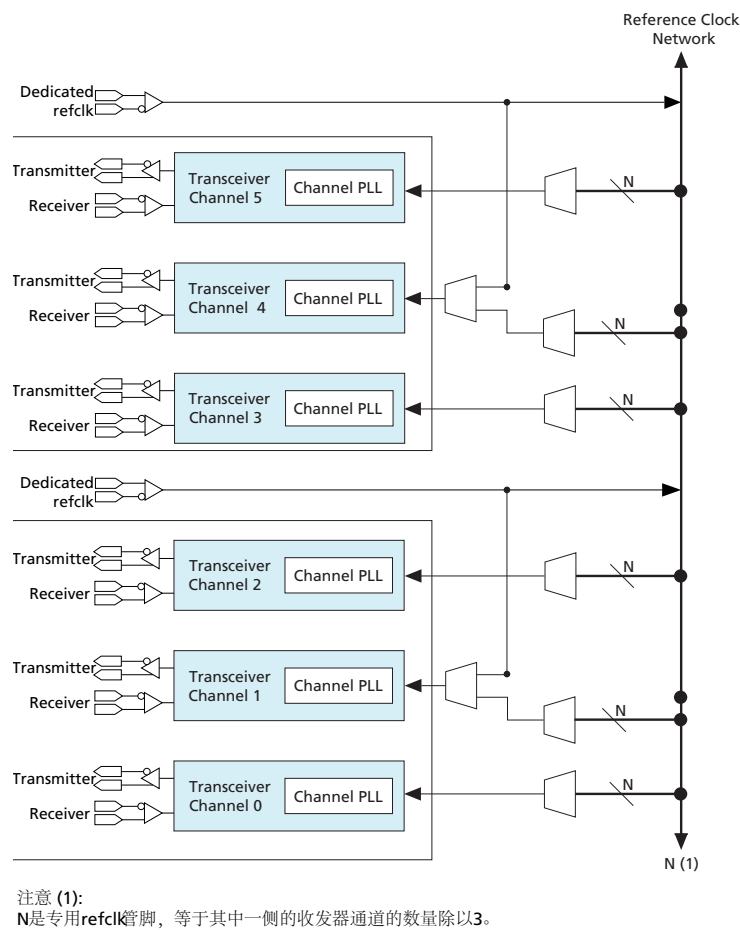 Reference Clock
Network
Dedicated
refclk
Transmitter
Receiver
Transceiver
Channel 5
Channel PLL
N
Transmitter
Receiver
Transceiver
Channel 4
Channel PLL
N
Transmitter
Receiver
Transceiver
Channel 3
Channel PLL
N
Dedicated
refclk
Transmitter
Receiver
Transceiver
Channel 2
Channel PLL
N
Transmitter
Receiver
Transceiver
Channel 1
Channel PLL
N
Transmitter
Receiver
Transceiver
Channel 0
Channel PLL
N
N (1)
注意 (1):
N是专用refclk管脚，等于其中一侧的收发器通道的数量除以3。